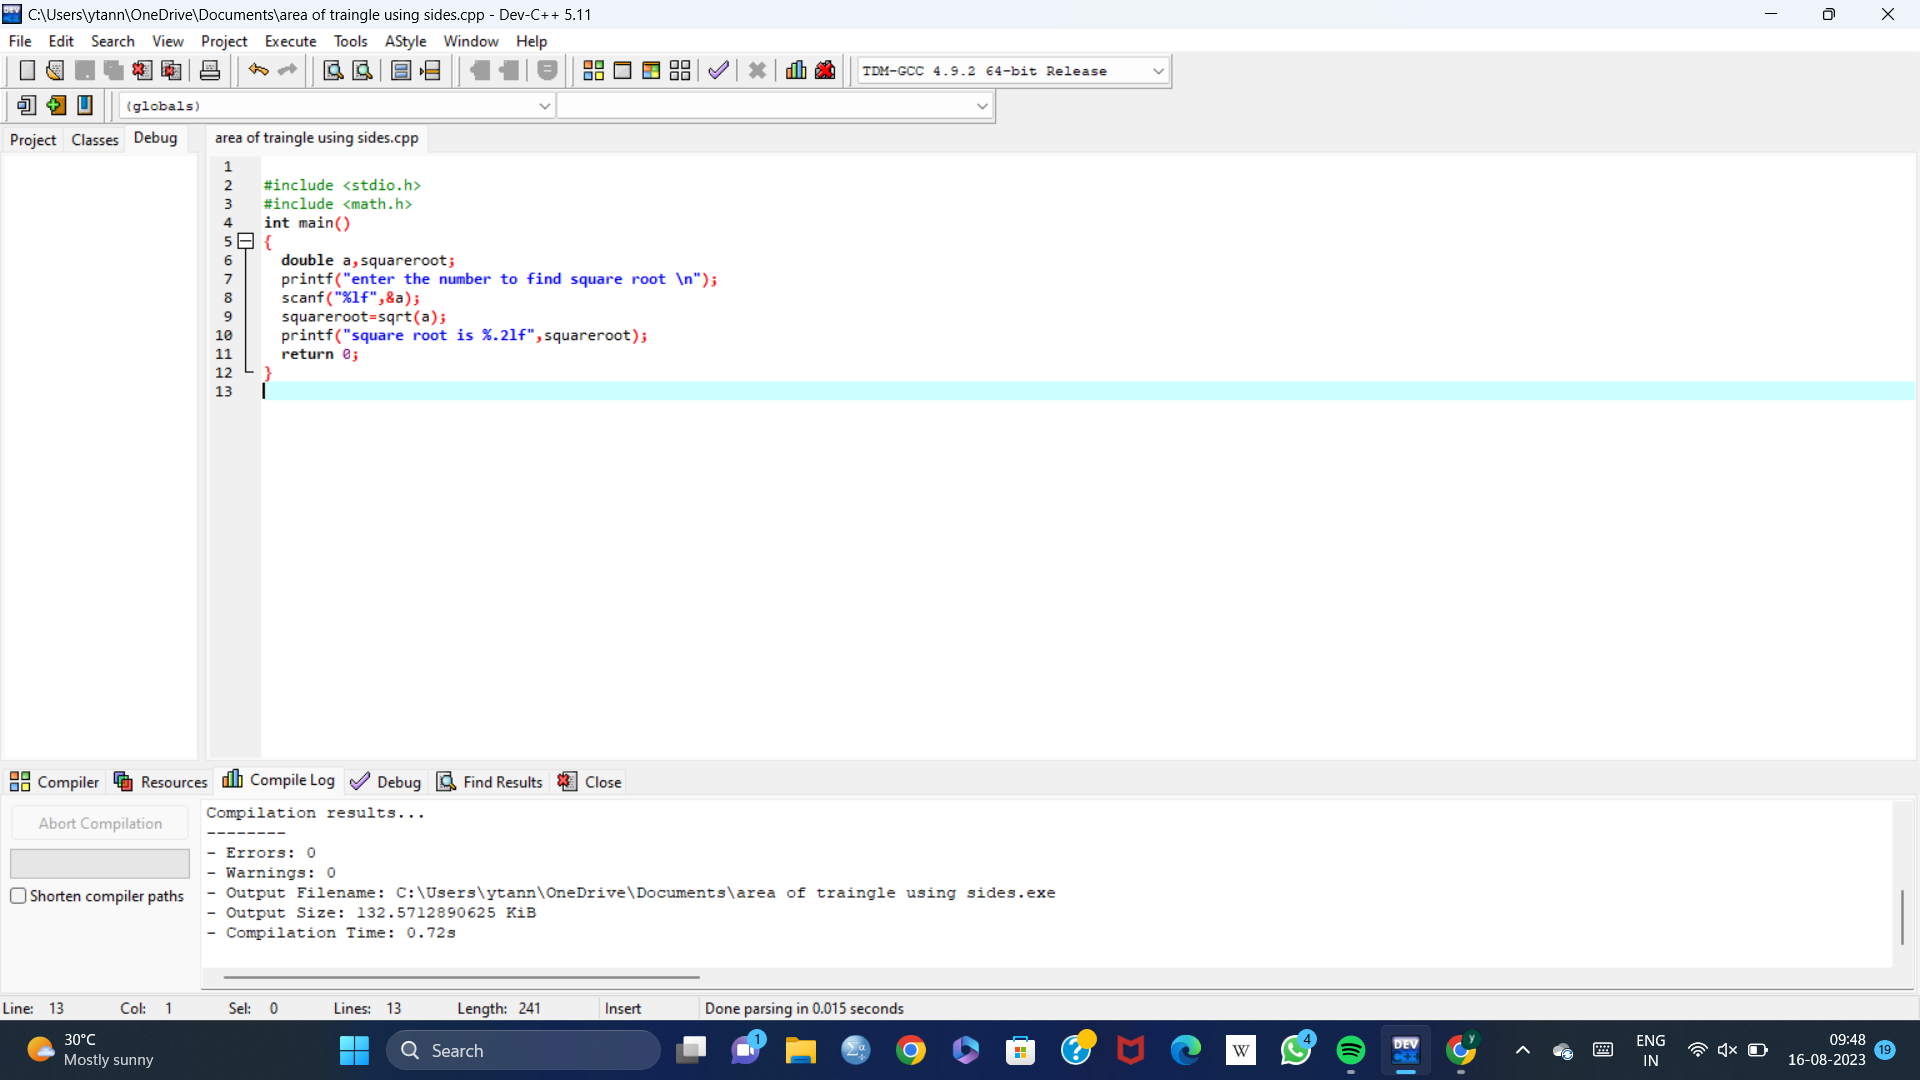 C:\Users\ytann\OneDrive\Documents\area of traingle using sides.cpp - Dev-C++ 5.11
File Edit Search View Project Execute Tools AStyle Window Help
TDM-GCC 4.9.2 64-bit Release
(globals)
Project Classes Debug area of traingle using sides.cpp
1
2 #include <stdio.h>
3 #include <math.h>
4 int main()
5 {
6 double a,squareroot;
7 printf("enter the number to find square root \n");
8 scanf("%lf",&a);
9 squareroot=sqrt(a);
10 printf("square root is %.2lf",squareroot);
11 return 0;
12 }
13
Compiler Resources Compile Log Debug Find Results Close
Abort Compilation
Shorten compiler paths
Compilation results...
--------
- Errors: 0
- Warnings: 0
- Output Filename: C:\Users\ytann\OneDrive\Documents\area of traingle using sides.exe
- Output Size: 132.5712890625 KiB
- Compilation Time: 0.72s
Line: 13 Col: 1 Sel: 0 Lines: 13 Length: 241 Insert Done parsing in 0.015 seconds
30°C
Mostly sunny
Search
1
W
4
DEV
y
ENG
IN
09:48
16-08-2023
19